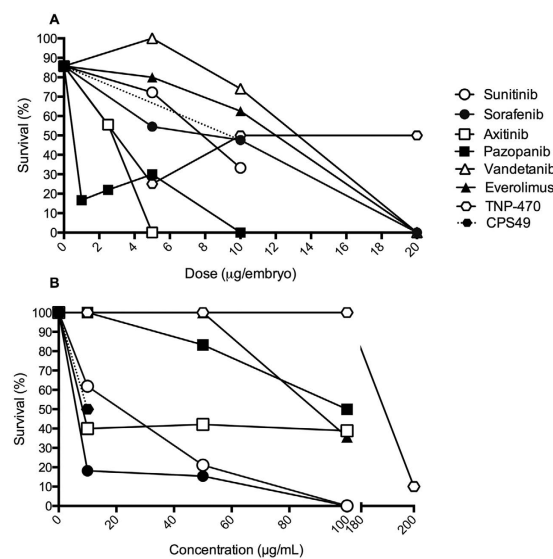 A
Survival (%)
100
90
80
70
60
50
40
30
20
10
0
0 2 4 6 8 10 12 14 16 18 20
Dose (µg/embryo)
Sunitinib
Sorafenib
Axitinib
Pazopanib
Vandetanib
Everolimus
TNP-470
CPS49
B
Survival (%)
100
90
80
70
60
50
40
30
20
10
0
0 20 40 60 80 100 180 200
Concentration (µg/mL)